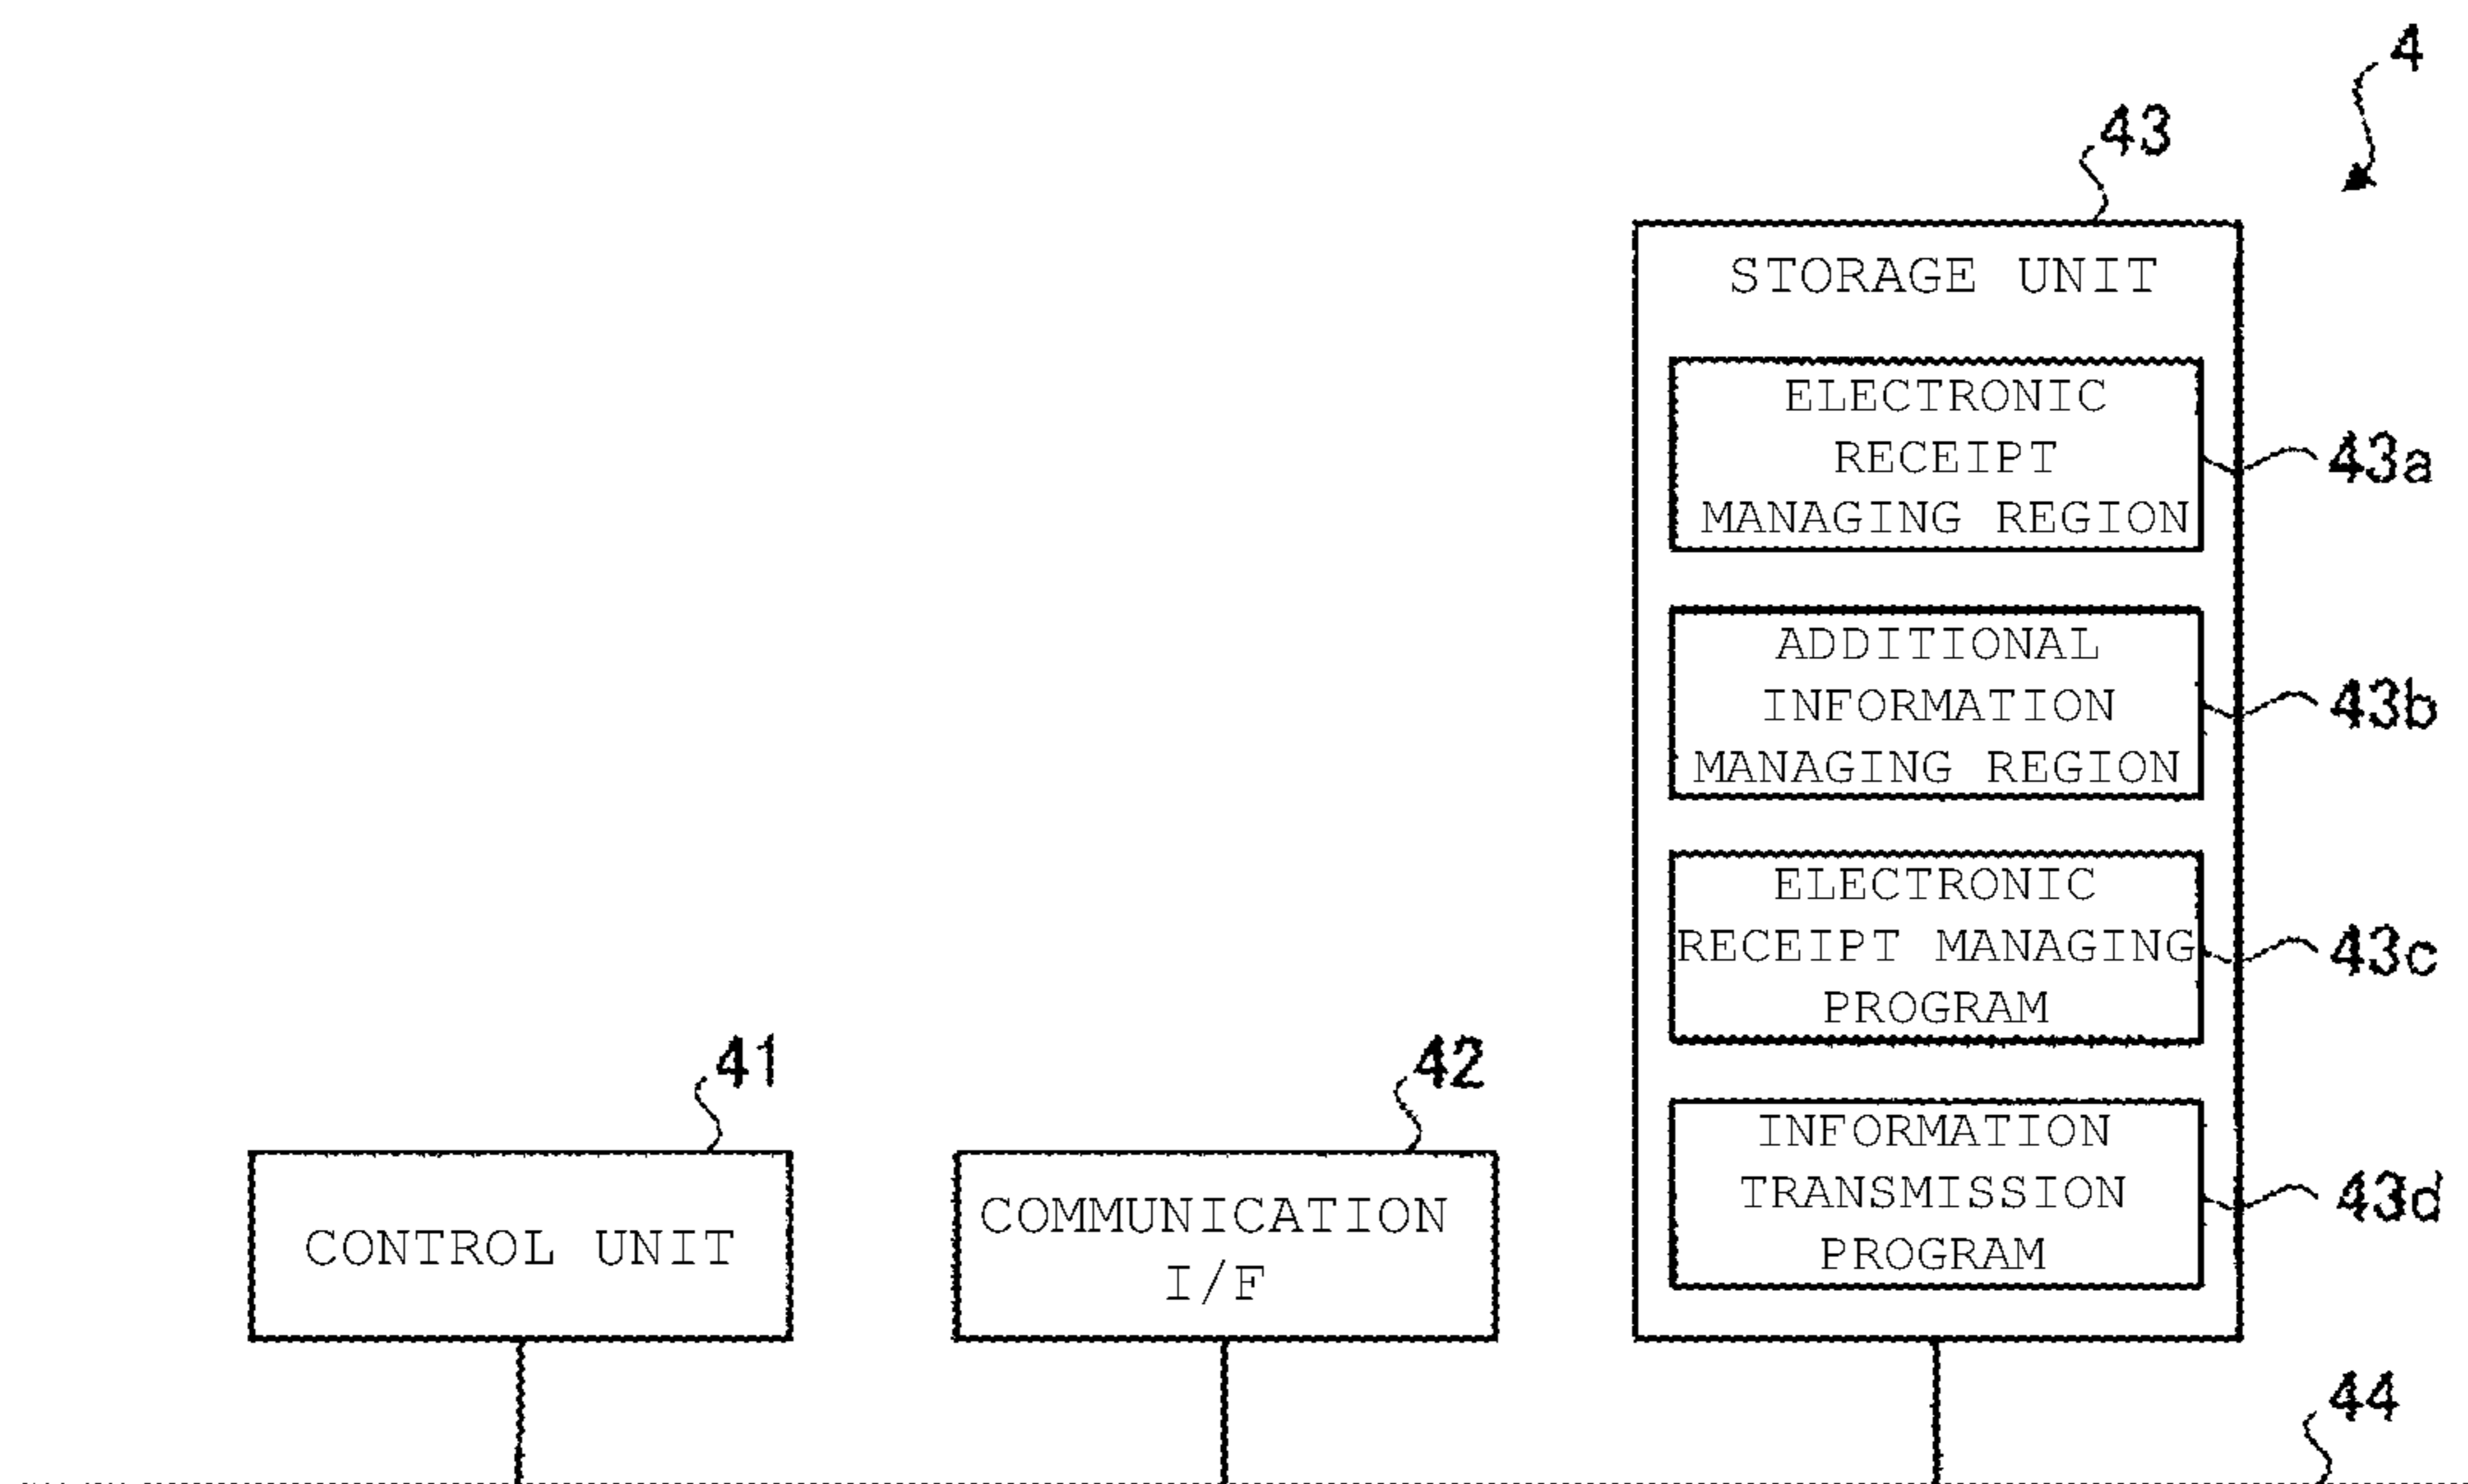 4
43
STORAGE UNIT
ELECTRONIC
RECEIPT
MANAGING REGION
43a
ADDITIONAL
INFORMATION
MANAGING REGION
43b
ELECTRONIC
RECEIPT MANAGING
PROGRAM
43c
INFORMATION
TRANSMISSION
PROGRAM
43d
41
CONTROL UNIT
42
COMMUNICATION
I/F
44